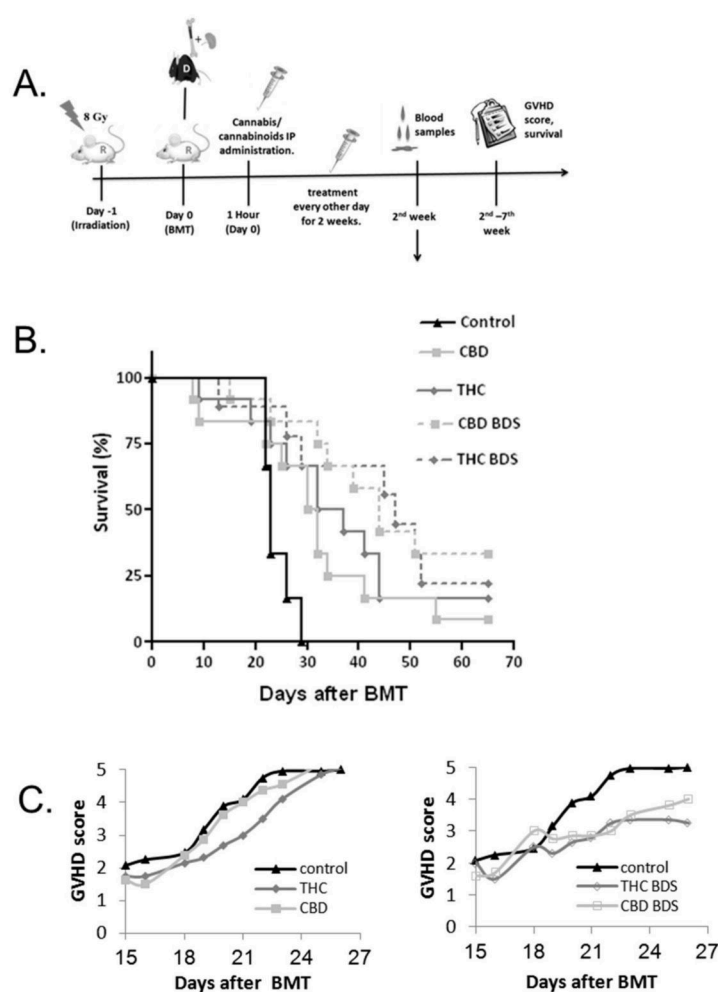 A.
8 Gy
R
D
+
R
Cannabis/
cannabinoids IP
administration.
Blood
samples
GVHD
score,
survival
Day -1
(Irradiation)
Day 0
(BMT)
1 Hour
(Day 0)
treatment
every other day
for 2 weeks.
2nd week
2nd –7th
week
B.
Control
CBD
THC
CBD BDS
THC BDS
Survival (%)
100
75
50
25
0
0 10 20 30 40 50 60 70
Days after BMT
C.
GVHD score
5
4
3
2
1
0
control
THC
CBD
15 18 21 24 27
Days after BMT
GVHD score
5
4
3
2
1
0
control
THC BDS
CBD BDS
15 18 21 24 27
Days after BMT